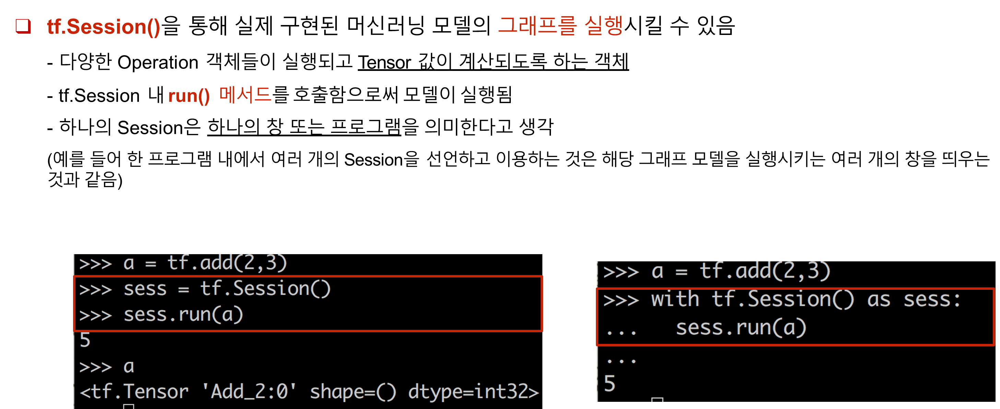 tf.Session()을 통해 실제 구현된 머신러닝 모델의 그래프를 실행시킬 수 있음
- 다양한 Operation 객체들이 실행되고 Tensor 값이 계산되도록 하는 객체
- tf.Session 내 run() 메서드를 호출함으로써 모델이 실행됨
- 하나의 Session은 하나의 창 또는 프로그램을 의미한다고 생각
(예를 들어 한 프로그램 내에서 여러 개의 Session을 선언하고 이용하는 것은 해당 그래프 모델을 실행시키는 여러 개의 창을 띄우는
것과 같음)
>>> a = tf.add(2,3)
>>> sess = tf.Session()
>>> sess.run(a)
5
>>> a
<tf.Tensor 'Add_2:0' shape=() dtype=int32>
>>> a = tf.add(2,3)
>>> with tf.Session() as sess:
...   sess.run(a)
...
5